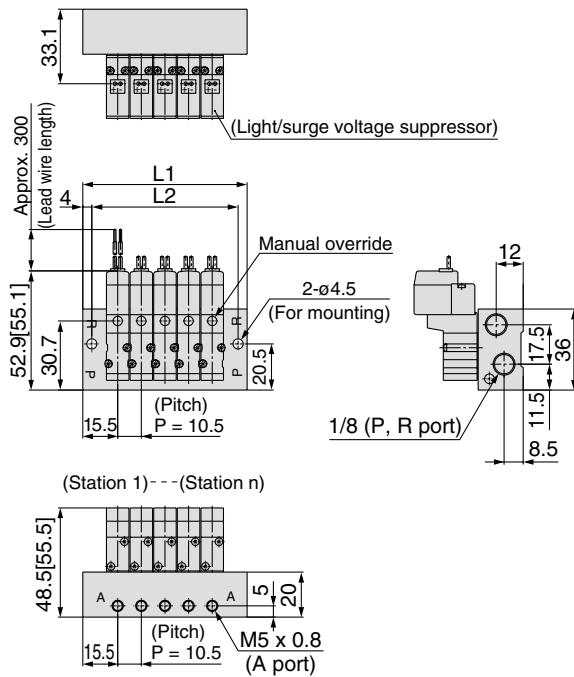 33.1
(Light/surge voltage suppressor)
Approx. 300
(Lead wire length)
L1
4
L2
Manual override
2-ø4.5
(For mounting)
R
R
P
P
52.9[55.1]
30.7
20.5
(Pitch)
15.5
P = 10.5
12
17.5
36
11.5
1/8 (P, R port)
8.5
(Station 1)---(Station n)
48.5[55.5]
A
A
5
20
(Pitch)
15.5
P = 10.5
M5 x 0.8
(A port)